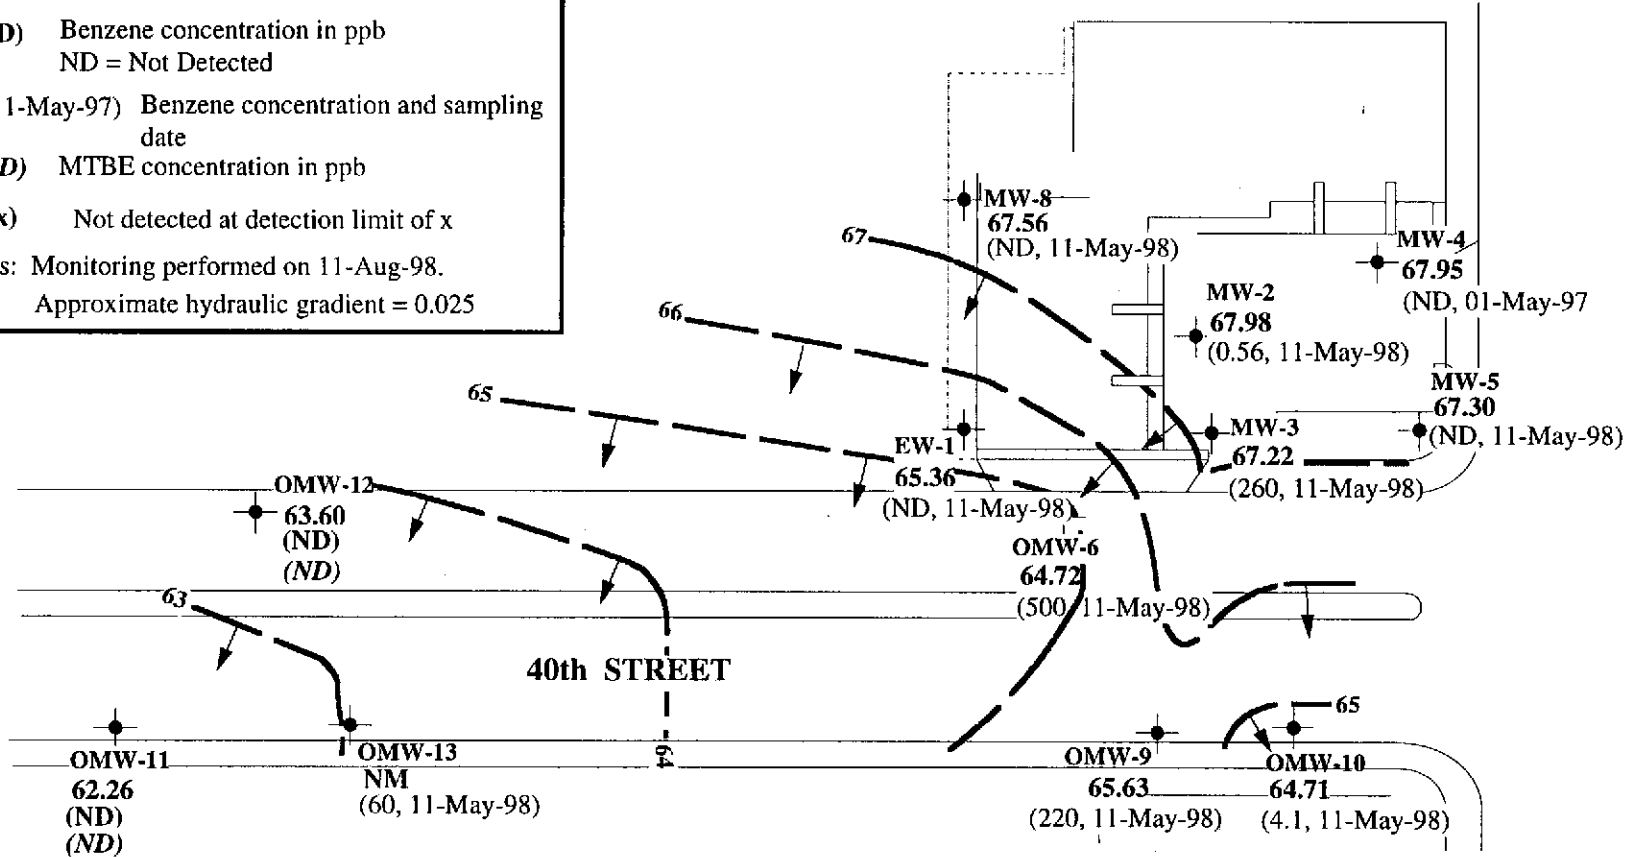 D) Benzene concentration in ppb
ND = Not Detected
1-May-97) Benzene concentration and sampling
date
D) MTBE concentration in ppb
x) Not detected at detection limit of x
s: Monitoring performed on 11-Aug-98.
Approximate hydraulic gradient = 0.025
MW-8
67.56
(ND, 11-May-98)
67
MW-4
67.95
(ND, 01-May-97
MW-2
67.98
(0.56, 11-May-98)
66
MW-5
67.30
(ND, 11-May-98)
65
MW-3
67.22
(260, 11-May-98)
EW-1
65.36
(ND, 11-May-98)
OMW-12
63.60
(ND)
(ND)
OMW-6
64.72
(500, 11-May-98)
63
40th STREET
65
64
OMW-11
62.26
(ND)
(ND)
OMW-13
NM
(60, 11-May-98)
OMW-9
65.63
(220, 11-May-98)
OMW-10
64.71
(4.1, 11-May-98)